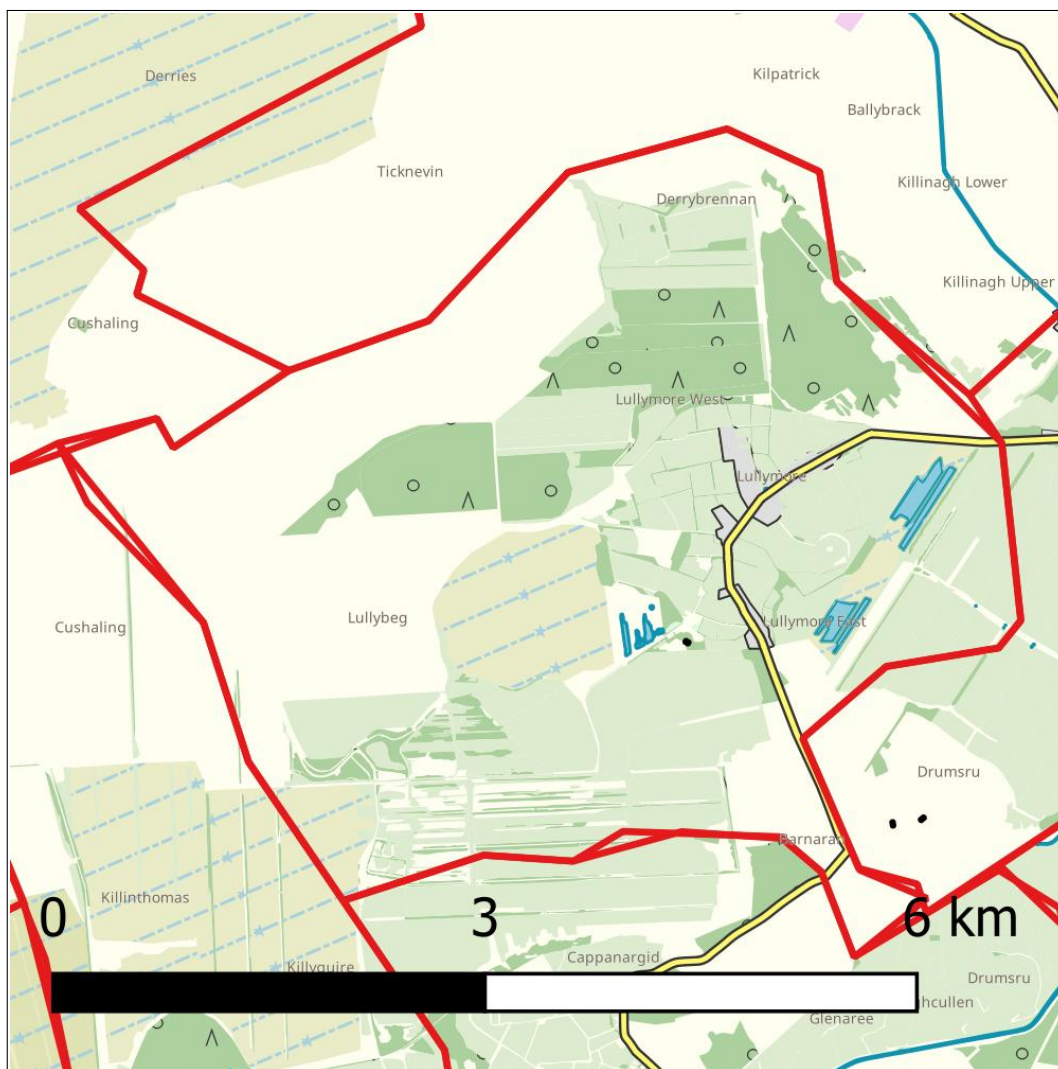 Derries
Kilpatrick
Ballybrack
Ticknevin
Killinagh Lower
Derrybrennan
Killinagh Upper
Cushaling
Lullymore West
Lullymore
Lullybeg
Lullymore East
Cushaling
Drumsru
Barnaran
Killinthomas
0
3
6 km
Cappanargid
Killyguire
Drumsru
ghcullen
Glenaree